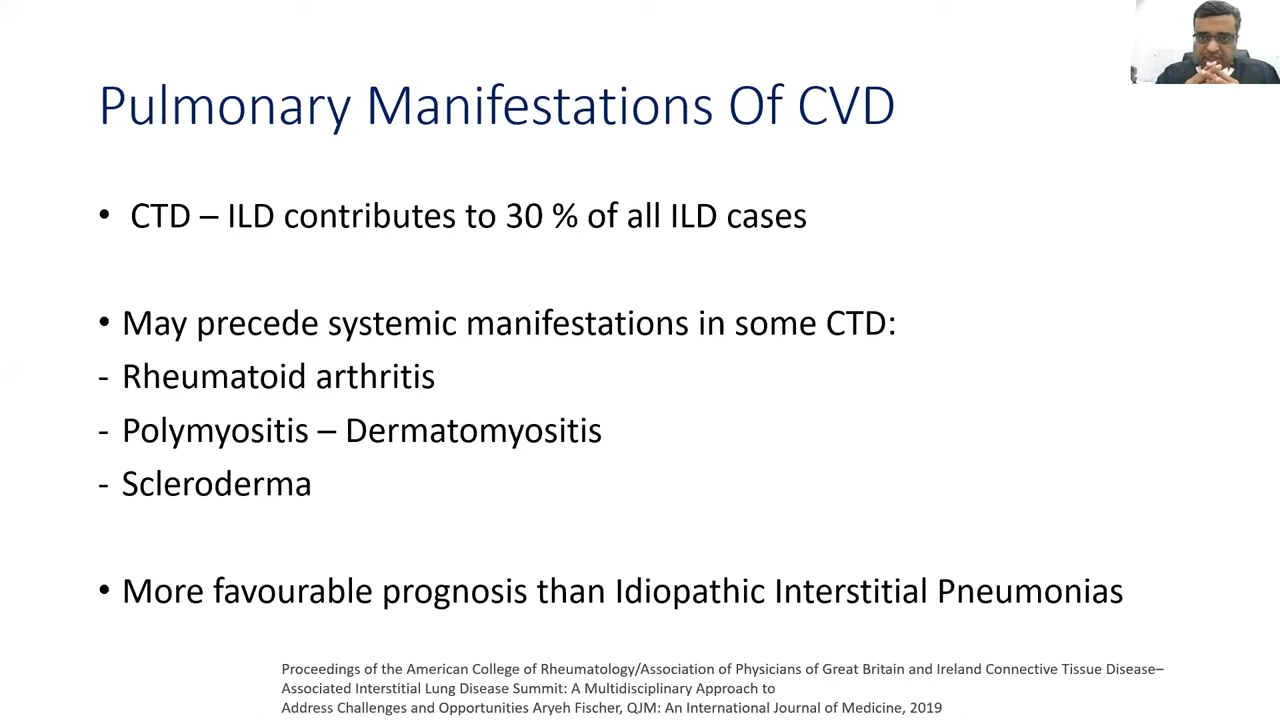 Pulmonary Manifestations Of CVD
• CTD – ILD contributes to 30 % of all ILD cases
• May precede systemic manifestations in some CTD:
- Rheumatoid arthritis
- Polymyositis – Dermatomyositis
- Scleroderma
• More favourable prognosis than Idiopathic Interstitial Pneumonias
Proceedings of the American College of Rheumatology/Association of Physicians of Great Britain and Ireland Connective Tissue Disease–
Associated Interstitial Lung Disease Summit: A Multidisciplinary Approach to
Address Challenges and Opportunities Aryeh Fischer, QJM: An International Journal of Medicine, 2019